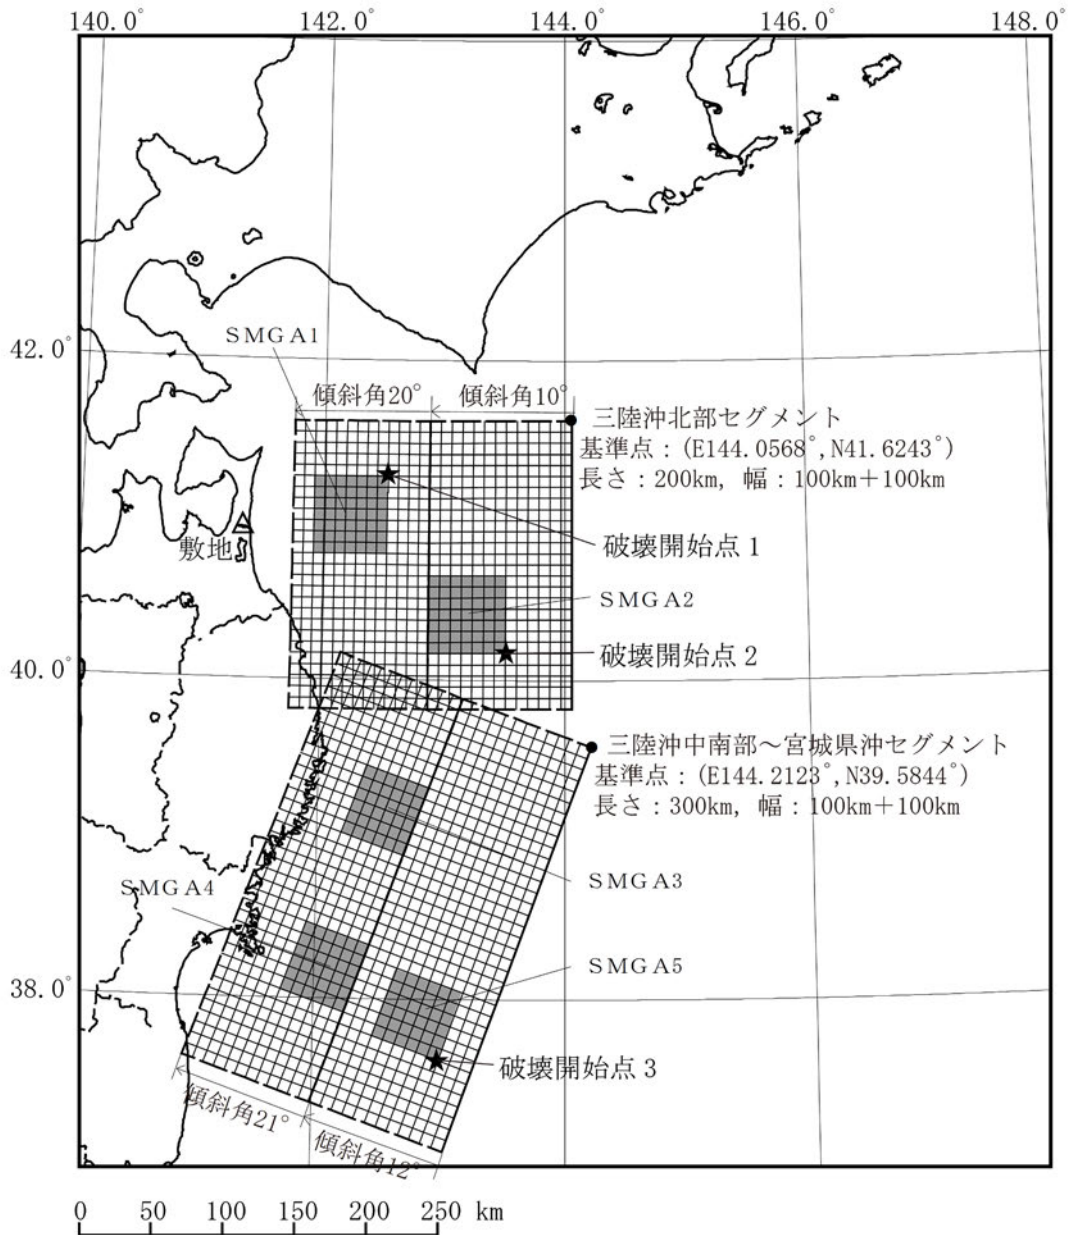 140.0° 142.0° 144.0° 146.0° 148.0°
42.0°
40.0°
38.0°
SMGA1
傾斜角20° 傾斜角10°
三陸沖北部セグメント
基準点：(E144.0568°,N41.6243°)
長さ：200km, 幅：100km＋100km
敷地
破壊開始点１
SMGA2
破壊開始点２
三陸沖中南部～宮城県沖セグメント
基準点：(E144.2123°,N39.5844°)
長さ：300km, 幅：100km＋100km
SMGA3
SMGA4
SMGA5
破壊開始点３
傾斜角21°
傾斜角12°
0 50 100 150 200 250 km